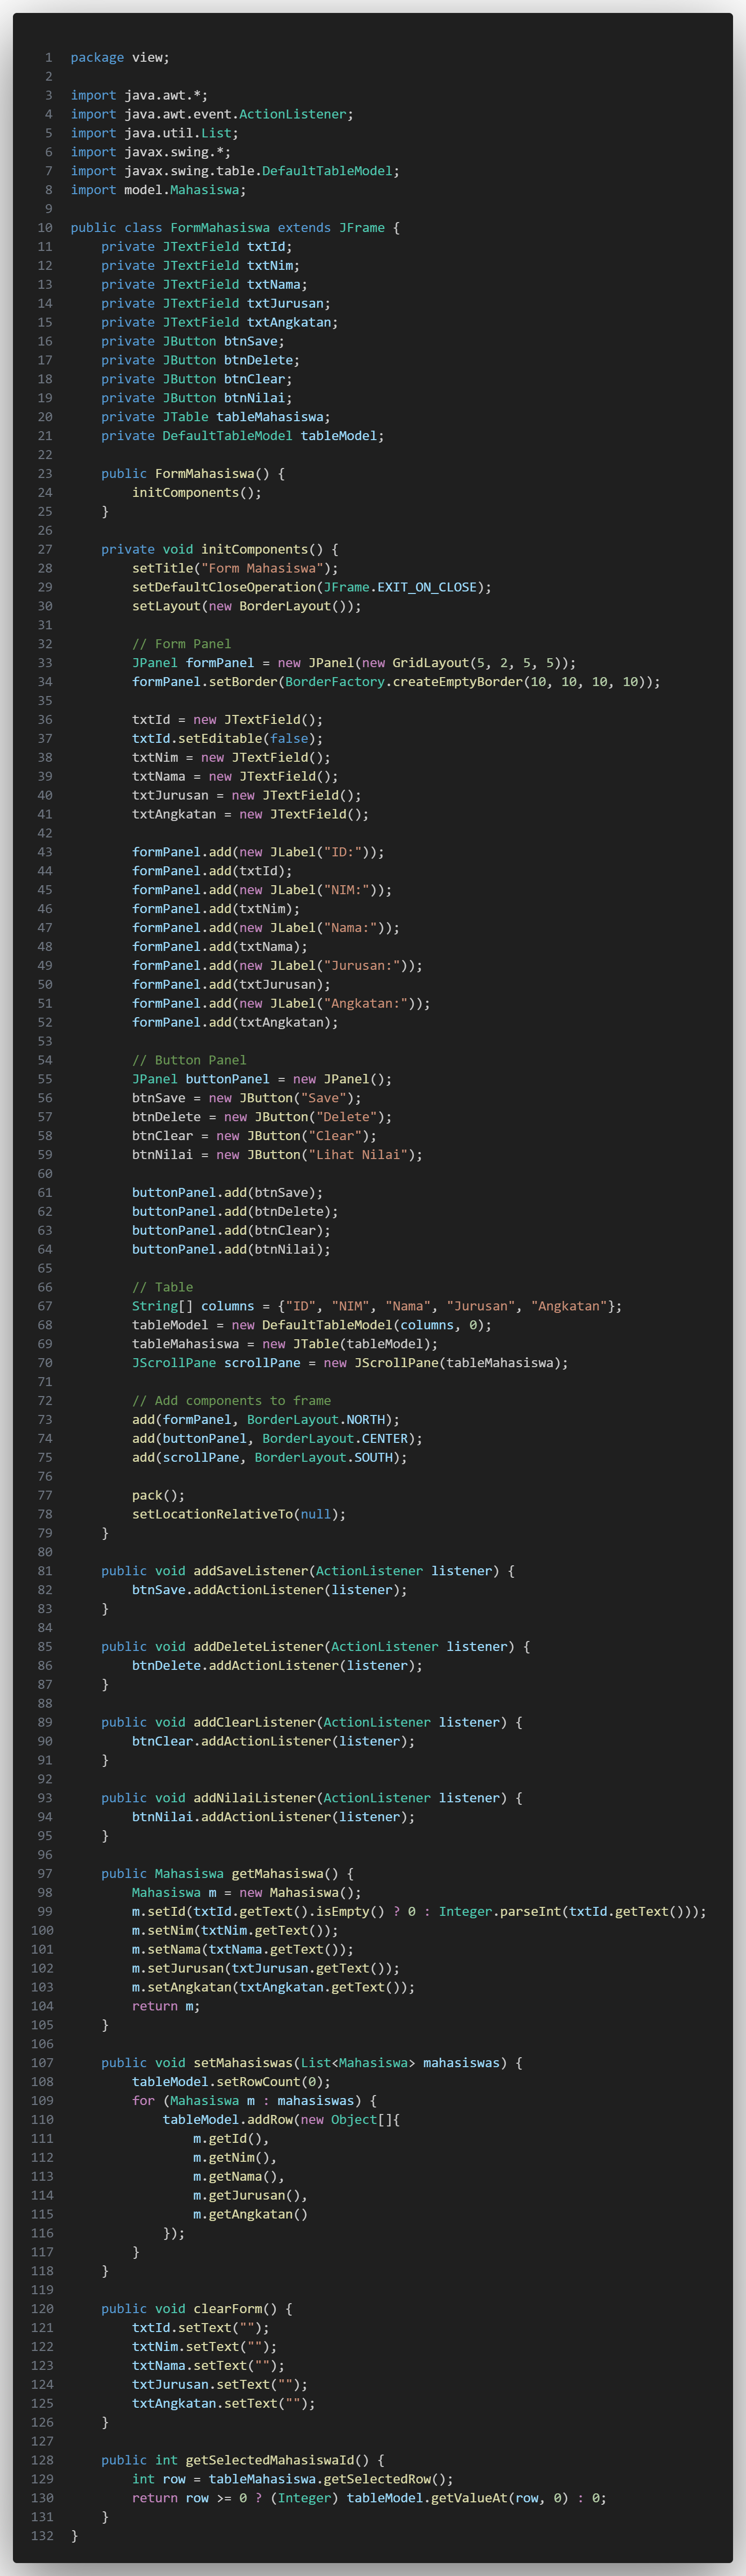 1 package view;
2
3 import java.awt.*;
4 import java.awt.event.ActionListener;
5 import java.util.List;
6 import javax.swing.*;
7 import javax.swing.table.DefaultTableModel;
8 import model.Mahasiswa;
9
10 public class FormMahasiswa extends JFrame {
11     private JTextField txtId;
12     private JTextField txtNim;
13     private JTextField txtNama;
14     private JTextField txtJurusan;
15     private JTextField txtAngkatan;
16     private JButton btnSave;
17     private JButton btnDelete;
18     private JButton btnClear;
19     private JButton btnNilai;
20     private JTable tableMahasiswa;
21     private DefaultTableModel tableModel;
22
23     public FormMahasiswa() {
24         initComponents();
25     }
26
27     private void initComponents() {
28         setTitle("Form Mahasiswa");
29         setDefaultCloseOperation(JFrame.EXIT_ON_CLOSE);
30         setLayout(new BorderLayout());
31
32         // Form Panel
33         JPanel formPanel = new JPanel(new GridLayout(5, 2, 5, 5));
34         formPanel.setBorder(BorderFactory.createEmptyBorder(10, 10, 10, 10));
35
36         txtId = new JTextField();
37         txtId.setEditable(false);
38         txtNim = new JTextField();
39         txtNama = new JTextField();
40         txtJurusan = new JTextField();
41         txtAngkatan = new JTextField();
42
43         formPanel.add(new JLabel("ID:"));
44         formPanel.add(txtId);
45         formPanel.add(new JLabel("NIM:"));
46         formPanel.add(txtNim);
47         formPanel.add(new JLabel("Nama:"));
48         formPanel.add(txtNama);
49         formPanel.add(new JLabel("Jurusan:"));
50         formPanel.add(txtJurusan);
51         formPanel.add(new JLabel("Angkatan:"));
52         formPanel.add(txtAngkatan);
53
54         // Button Panel
55         JPanel buttonPanel = new JPanel();
56         btnSave = new JButton("Save");
57         btnDelete = new JButton("Delete");
58         btnClear = new JButton("Clear");
59         btnNilai = new JButton("Lihat Nilai");
60
61         buttonPanel.add(btnSave);
62         buttonPanel.add(btnDelete);
63         buttonPanel.add(btnClear);
64         buttonPanel.add(btnNilai);
65
66         // Table
67         String[] columns = {"ID", "NIM", "Nama", "Jurusan", "Angkatan"};
68         tableModel = new DefaultTableModel(columns, 0);
69         tableMahasiswa = new JTable(tableModel);
70         JScrollPane scrollPane = new JScrollPane(tableMahasiswa);
71
72         // Add components to frame
73         add(formPanel, BorderLayout.NORTH);
74         add(buttonPanel, BorderLayout.CENTER);
75         add(scrollPane, BorderLayout.SOUTH);
76
77         pack();
78         setLocationRelativeTo(null);
79     }
80
81     public void addSaveListener(ActionListener listener) {
82         btnSave.addActionListener(listener);
83     }
84
85     public void addDeleteListener(ActionListener listener) {
86         btnDelete.addActionListener(listener);
87     }
88
89     public void addClearListener(ActionListener listener) {
90         btnClear.addActionListener(listener);
91     }
92
93     public void addNilaiListener(ActionListener listener) {
94         btnNilai.addActionListener(listener);
95     }
96
97     public Mahasiswa getMahasiswa() {
98         Mahasiswa m = new Mahasiswa();
99         m.setId(txtId.getText().isEmpty() ? 0 : Integer.parseInt(txtId.getText()));
100         m.setNim(txtNim.getText());
101         m.setNama(txtNama.getText());
102         m.setJurusan(txtJurusan.getText());
103         m.setAngkatan(txtAngkatan.getText());
104         return m;
105     }
106
107     public void setMahasiswas(List<Mahasiswa> mahasiswas) {
108         tableModel.setRowCount(0);
109         for (Mahasiswa m : mahasiswas) {
110             tableModel.addRow(new Object[]{
111                 m.getId(),
112                 m.getNim(),
113                 m.getNama(),
114                 m.getJurusan(),
115                 m.getAngkatan()
116             });
117         }
118     }
119
120     public void clearForm() {
121         txtId.setText("");
122         txtNim.setText("");
123         txtNama.setText("");
124         txtJurusan.setText("");
125         txtAngkatan.setText("");
126     }
127
128     public int getSelectedMahasiswaId() {
129         int row = tableMahasiswa.getSelectedRow();
130         return row >= 0 ? (Integer) tableModel.getValueAt(row, 0) : 0;
131     }
132 }